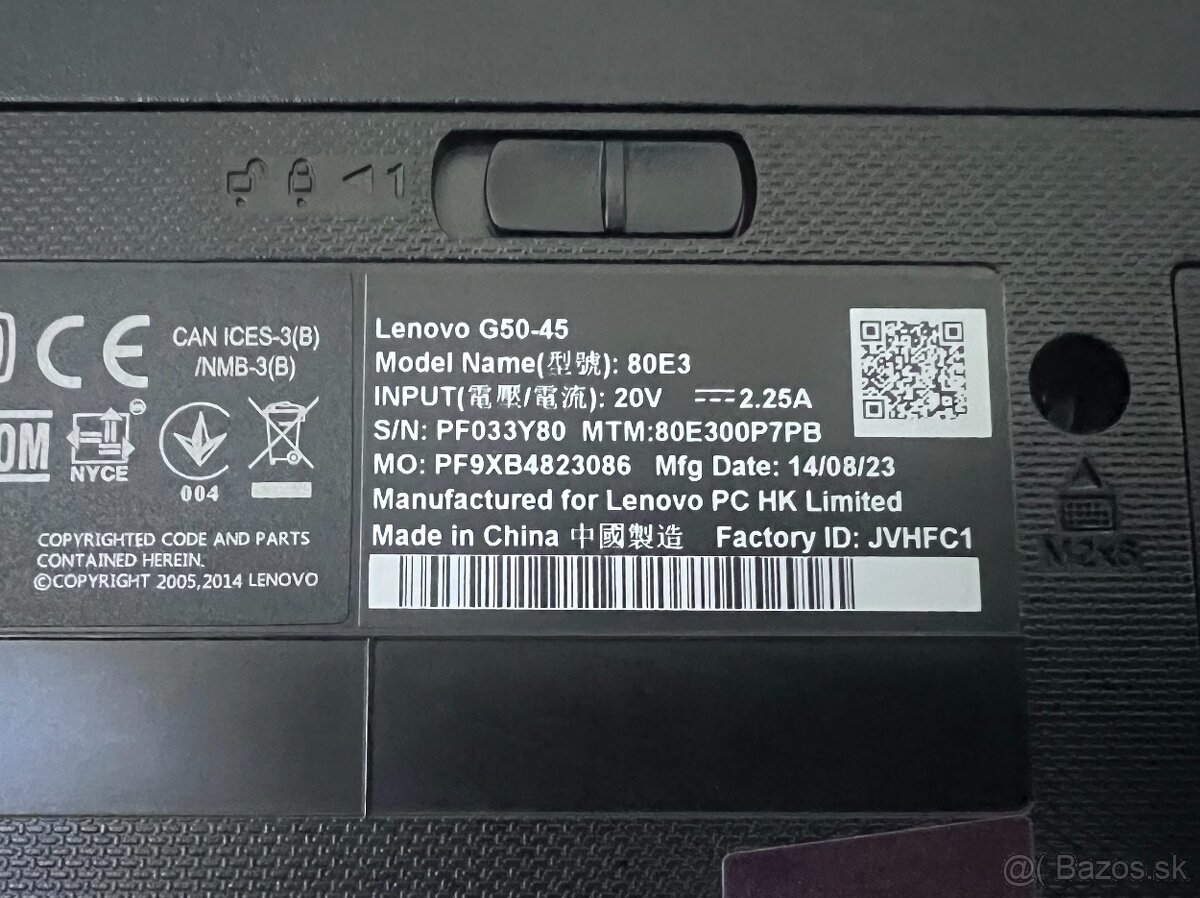 1
CAN ICES-3(B)
/NMB-3(B)
NYCE
004
COPYRIGHTED CODE AND PARTS
CONTAINED HEREIN.
©COPYRIGHT 2005,2014 LENOVO
Lenovo G50-45
Model Name(型號): 80E3
INPUT(電壓/電流): 20V ⎓ 2.25A
S/N: PF033Y80 MTM:80E300P7PB
MO: PF9XB4823086 Mfg Date: 14/08/23
Manufactured for Lenovo PC HK Limited
Made in China 中國製造 Factory ID: JVHFC1
@( Bazos.sk